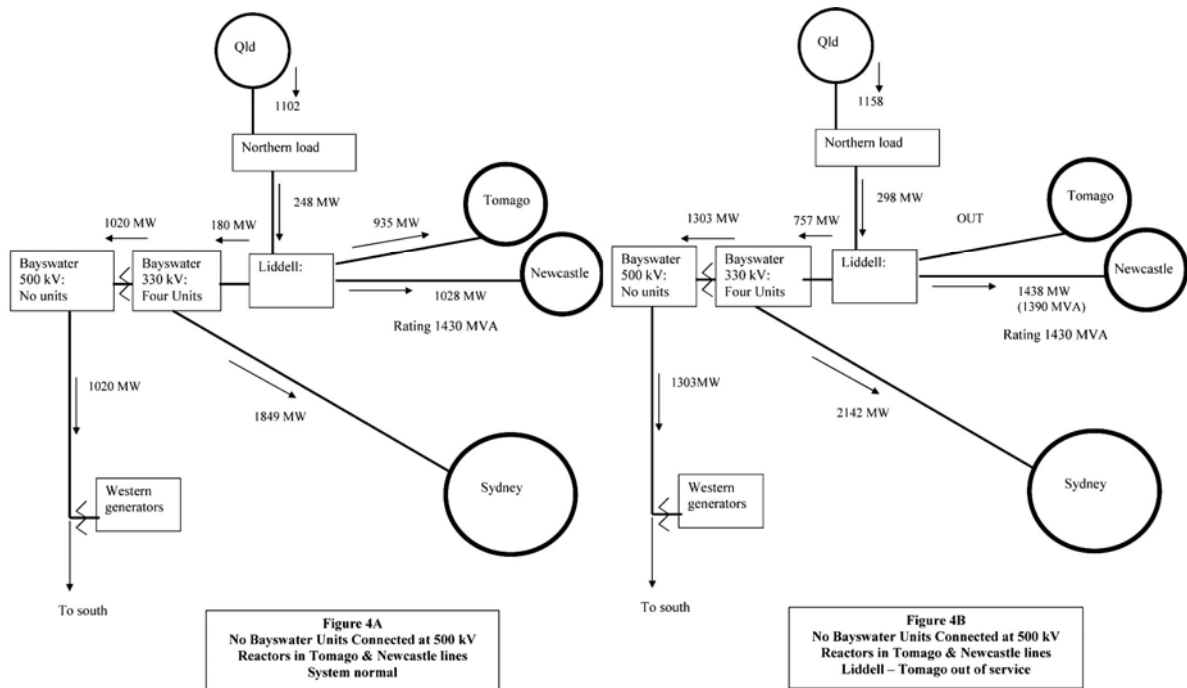 Qld
1102
Northern load
248 MW
1020 MW
180 MW
935 MW
Tomago
Bayswater
500 kV:
No units
Bayswater
330 kV:
Four Units
Liddell:
Newcastle
1028 MW
Rating 1430 MVA
1020 MW
1849 MW
Western
generators
Sydney
To south
Figure 4A
No Bayswater Units Connected at 500 kV
Reactors in Tomago & Newcastle lines
System normal
Qld
1158
Northern load
298 MW
OUT
1303 MW
757 MW
Tomago
Bayswater
500 kV:
No units
Bayswater
330 kV:
Four Units
Liddell:
Newcastle
1438 MW
(1390 MVA)
Rating 1430 MVA
1303MW
2142 MW
Western
generators
Sydney
To south
Figure 4B
No Bayswater Units Connected at 500 kV
Reactors in Tomago & Newcastle lines
Liddell – Tomago out of service